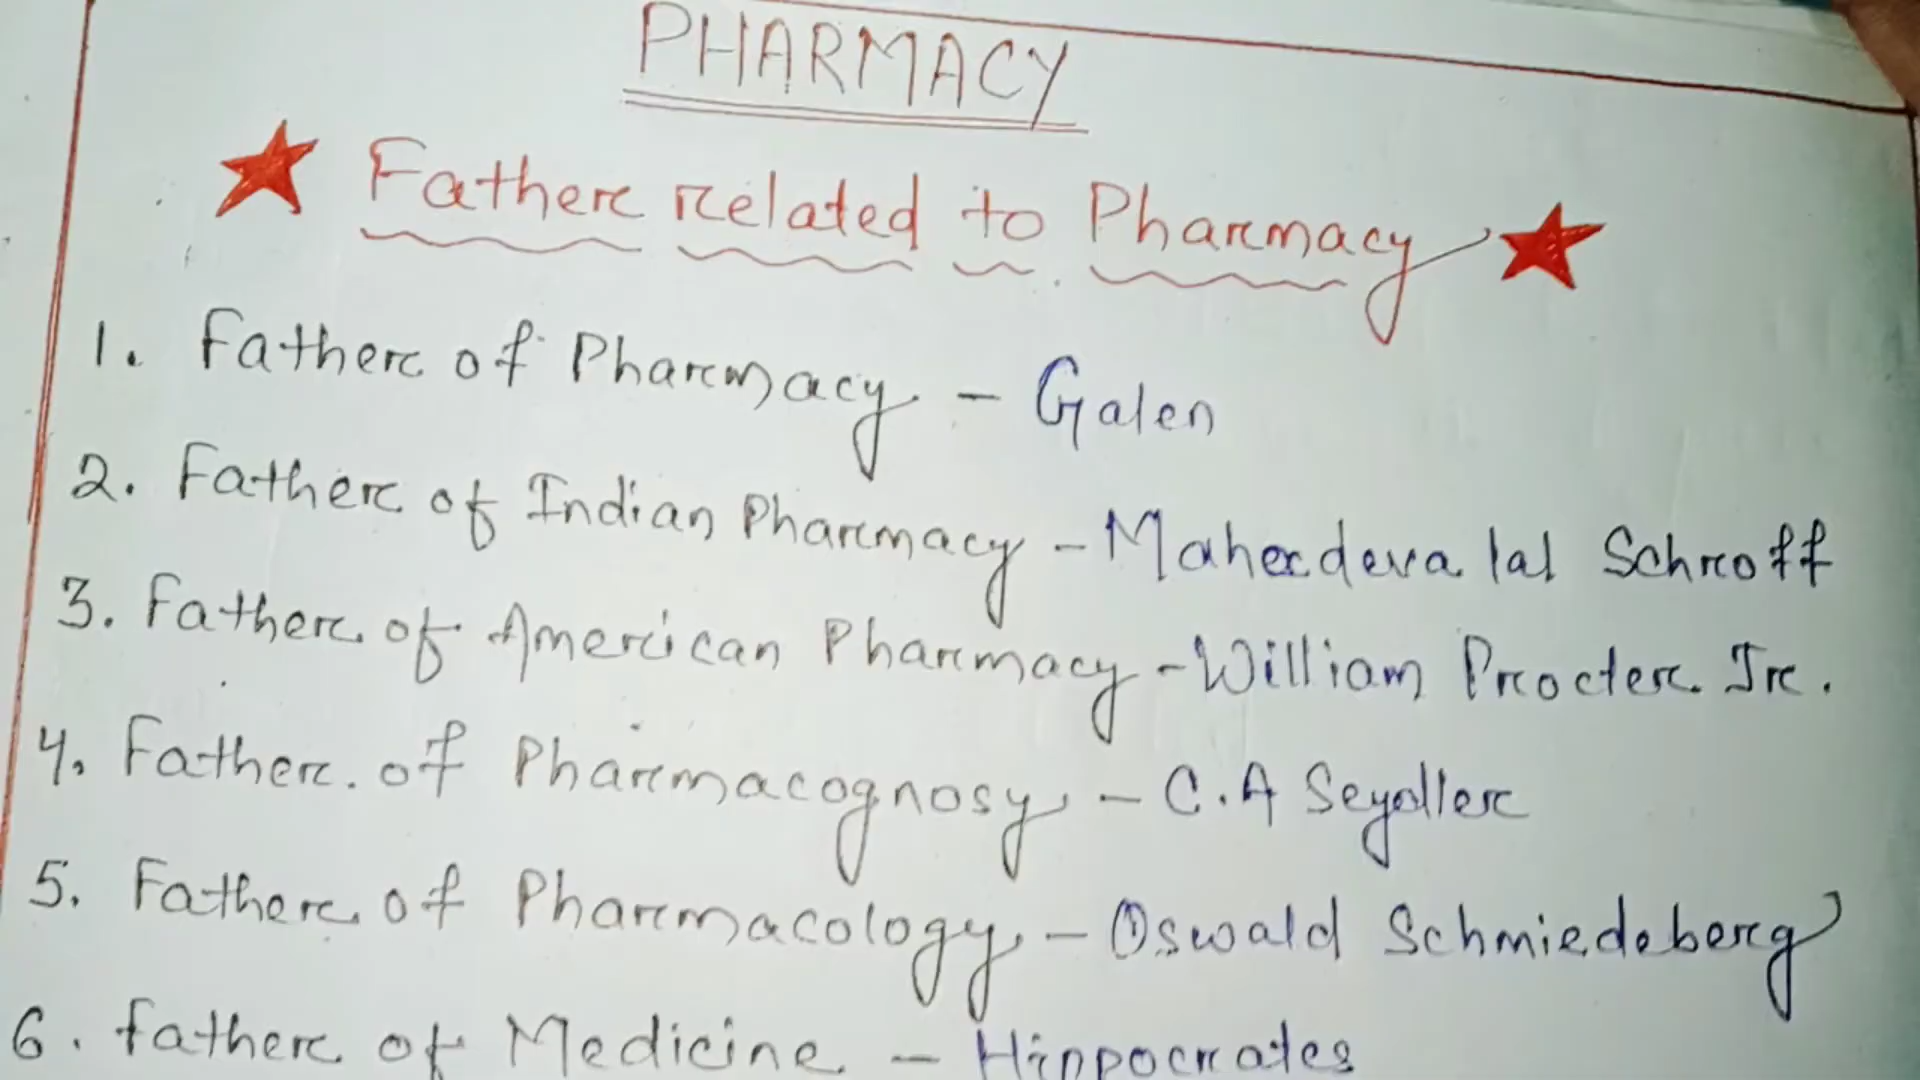 PHARMACY
Father related to Pharmacy
1. Father of Pharmacy - Galen
2. Father of Indian Pharmacy - Maherdeva lal Schroff
3. Father of American Pharmacy - William Procter Jr.
4. Father of Pharmacognosy - C.A Seyaller
5. Father of Pharmacology - Oswald Schmiedeberg
6. father of Medicine - Hippocrates